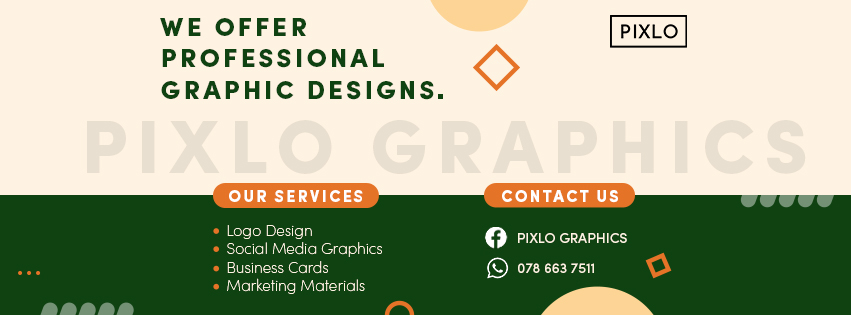 WE OFFER
PROFESSIONAL
GRAPHIC DESIGNS.
PIXLO
PIXLO GRAPHICS
OUR SERVICES
Logo Design
Social Media Graphics
Business Cards
Marketing Materials
CONTACT US
PIXLO GRAPHICS
078 663 7511